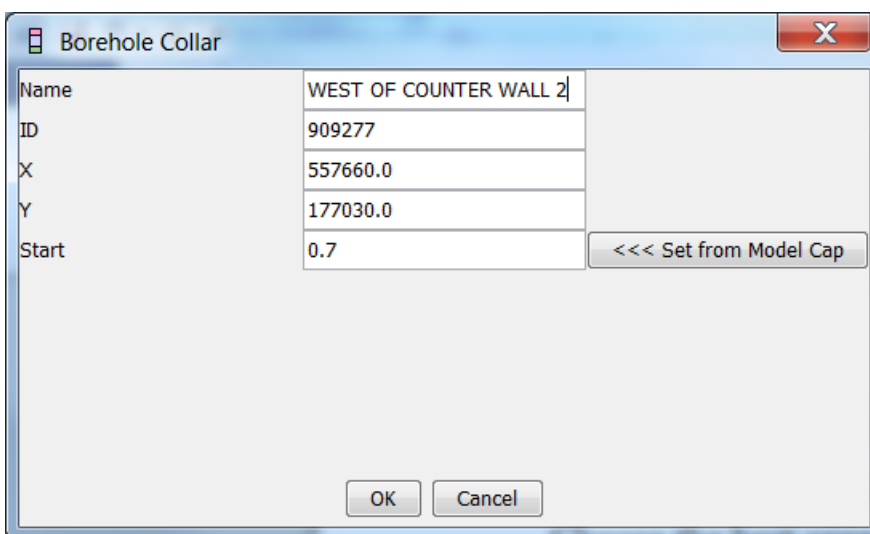 Borehole Collar
Name WEST OF COUNTER WALL 2
ID 909277
X 557660.0
Y 177030.0
Start 0.7 <<< Set from Model Cap
OK Cancel